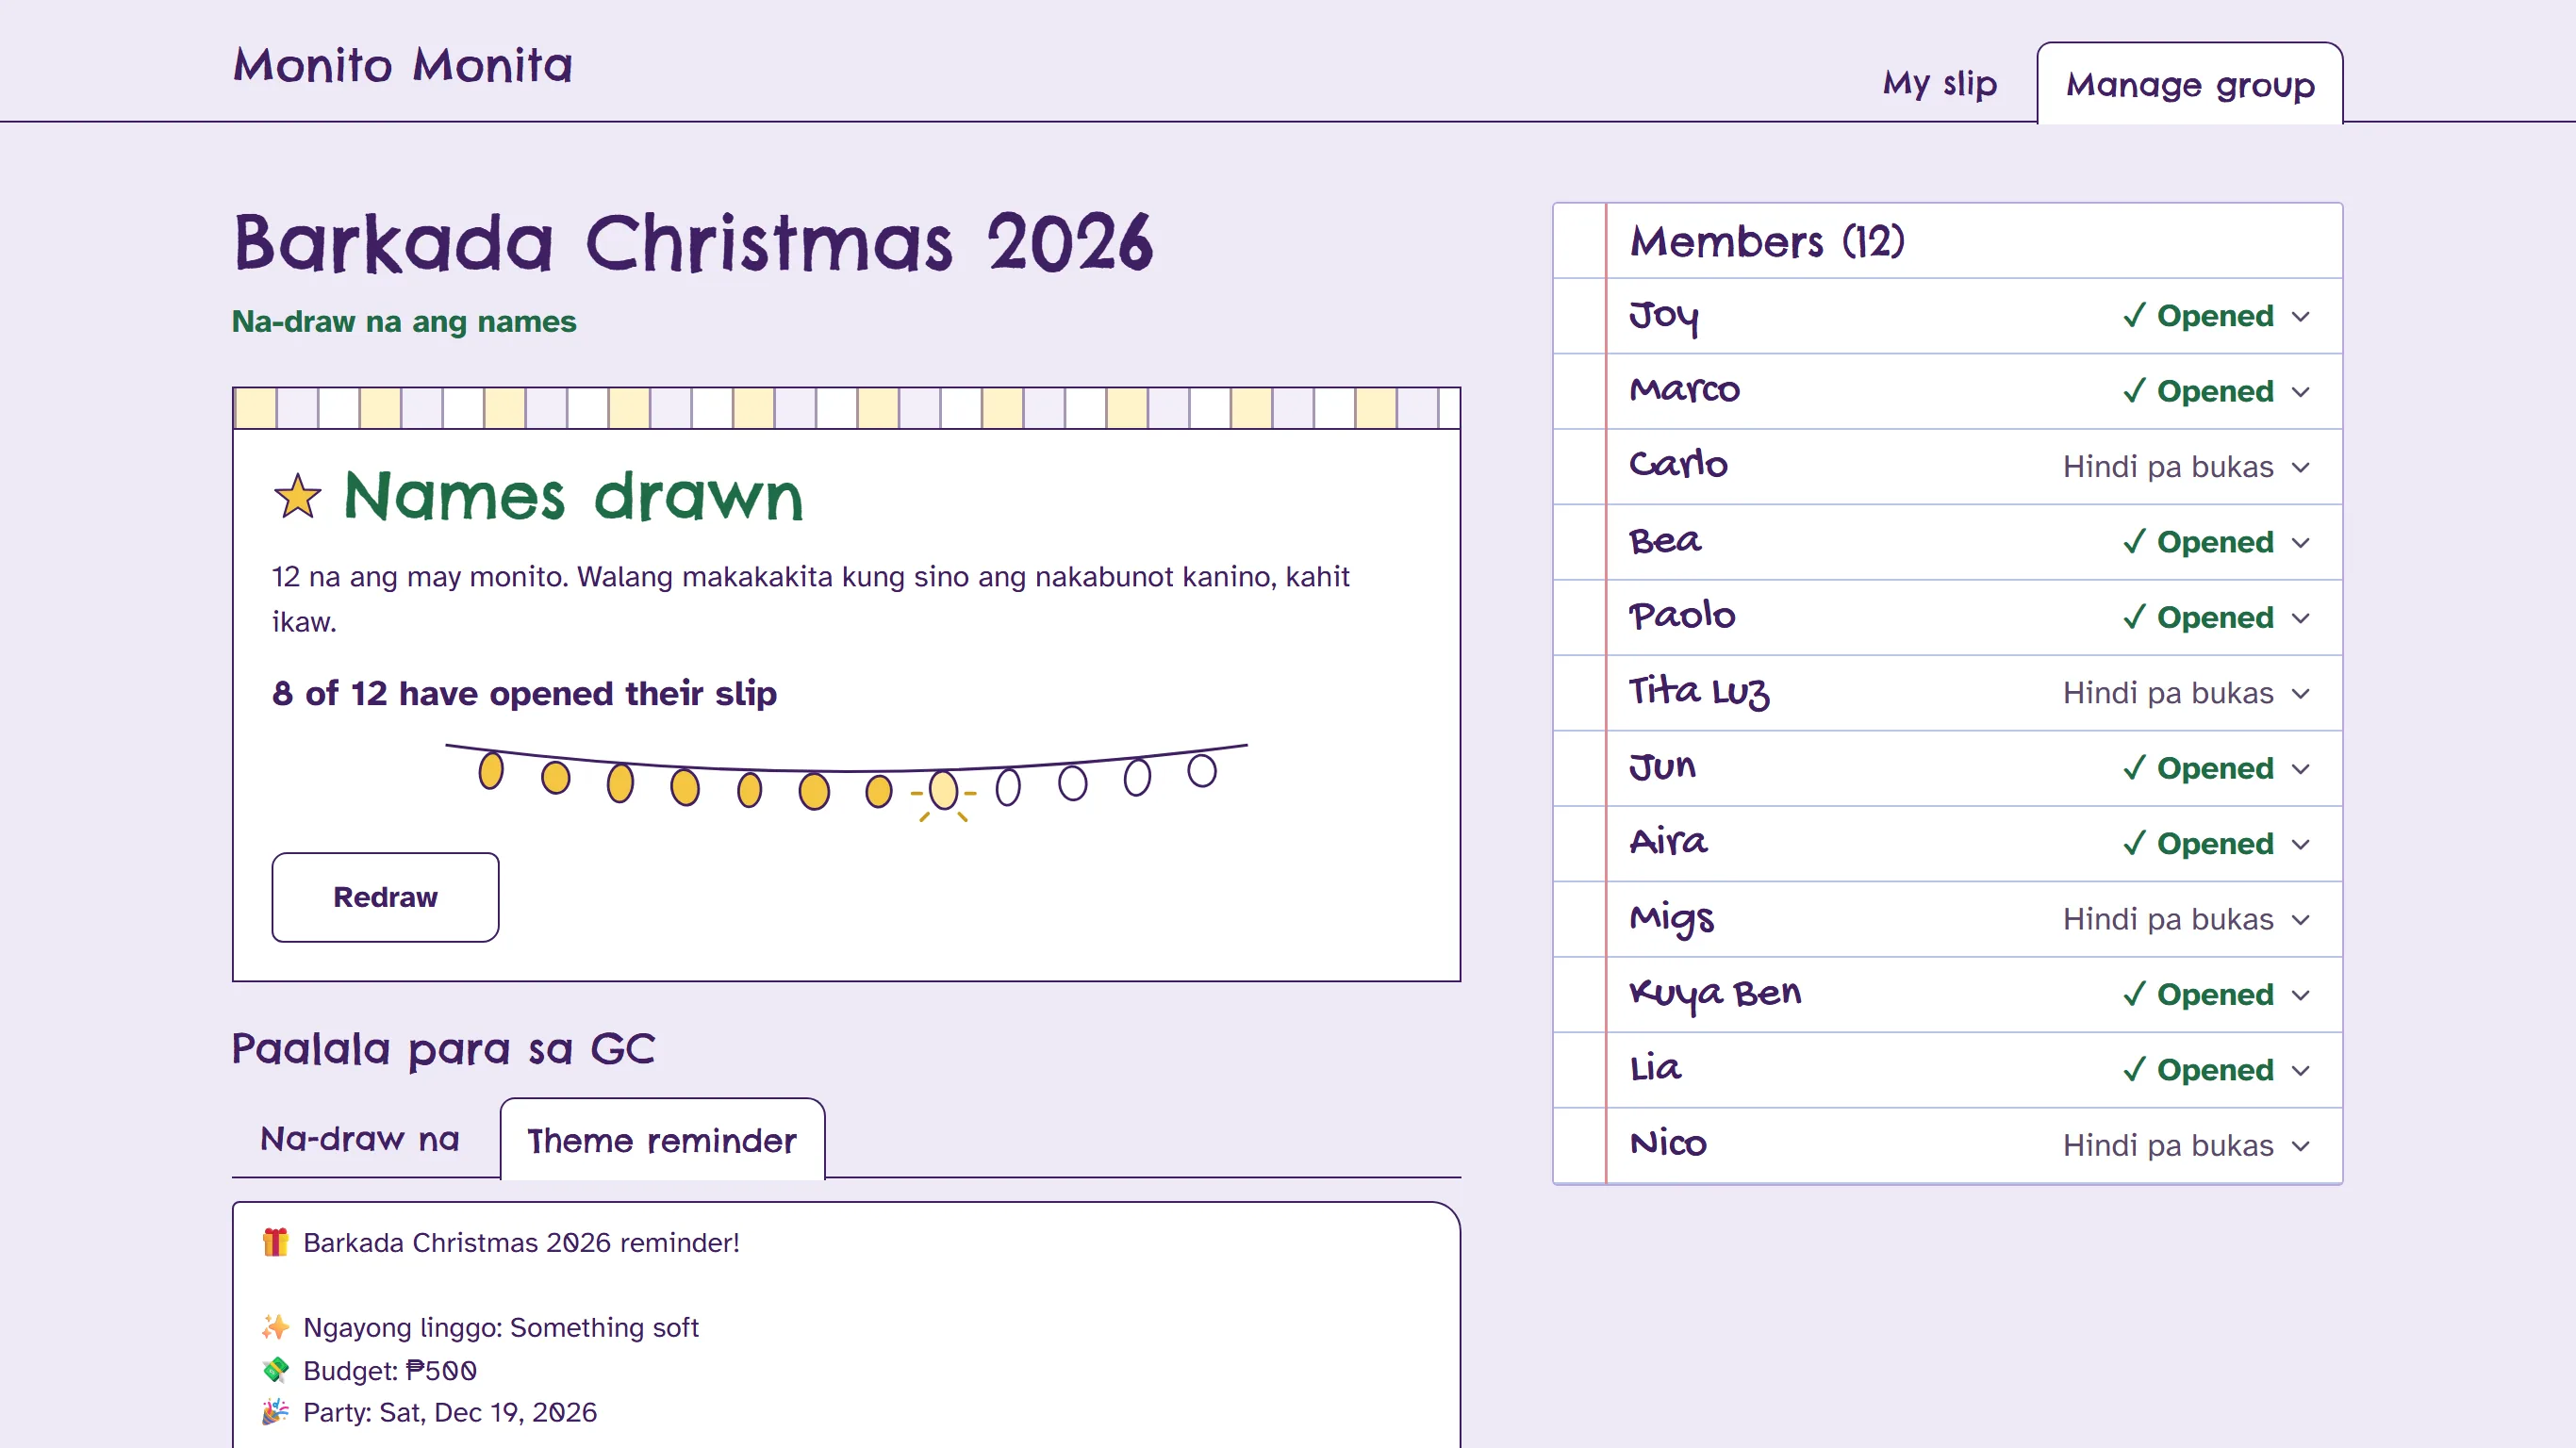 Monito Monita
My slip
Manage group
Barkada Christmas 2026
Na-draw na ang names
Names drawn
12 na ang may monito. Walang makakakita kung sino ang nakabunot kanino, kahit
ikaw.
8 of 12 have opened their slip
Redraw
Paalala para sa GC
Na-draw na
Theme reminder
🎁 Barkada Christmas 2026 reminder!
✨ Ngayong linggo: Something soft
💸 Budget: ₱500
🎉 Party: Sat, Dec 19, 2026
Members (12)
Joy ✓ Opened
Marco ✓ Opened
Carlo Hindi pa bukas
Bea ✓ Opened
Paolo ✓ Opened
Tita Luz Hindi pa bukas
Jun ✓ Opened
Aira ✓ Opened
Migs Hindi pa bukas
Kuya Ben ✓ Opened
Lia ✓ Opened
Nico Hindi pa bukas